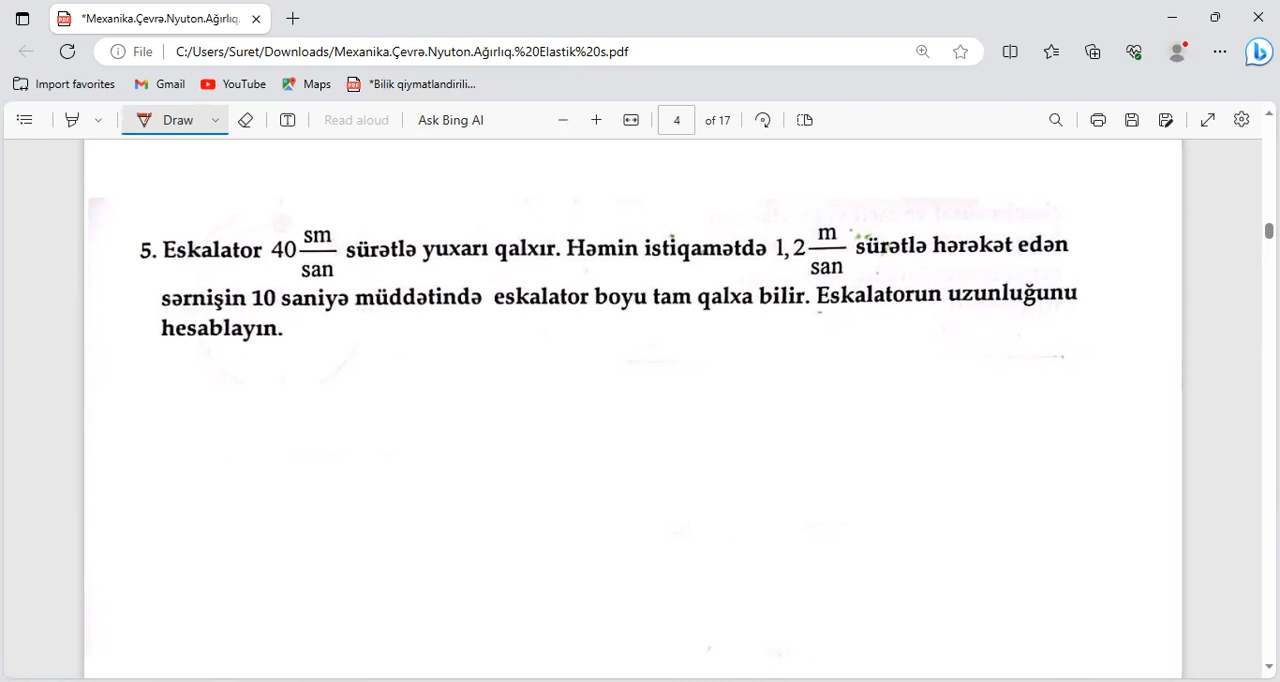 *Mexanika.Çevrə.Nyuton.Ağırlıq.
File C:/Users/Suret/Downloads/Mexanika.Çevrə.Nyuton.Ağırlıq.%20Elastik%20s.pdf
Import favorites Gmail YouTube Maps *Bilik qiymatlandirili...
Draw Read aloud Ask Bing AI 4 of 17
5. Eskalator 40 sm/san sürətlə yuxarı qalxır. Həmin istiqamətdə 1,2 m/san sürətlə hərəkət edən
sərnişin 10 saniyə müddətində eskalator boyu tam qalxa bilir. Eskalatorun uzunluğunu
hesablayın.